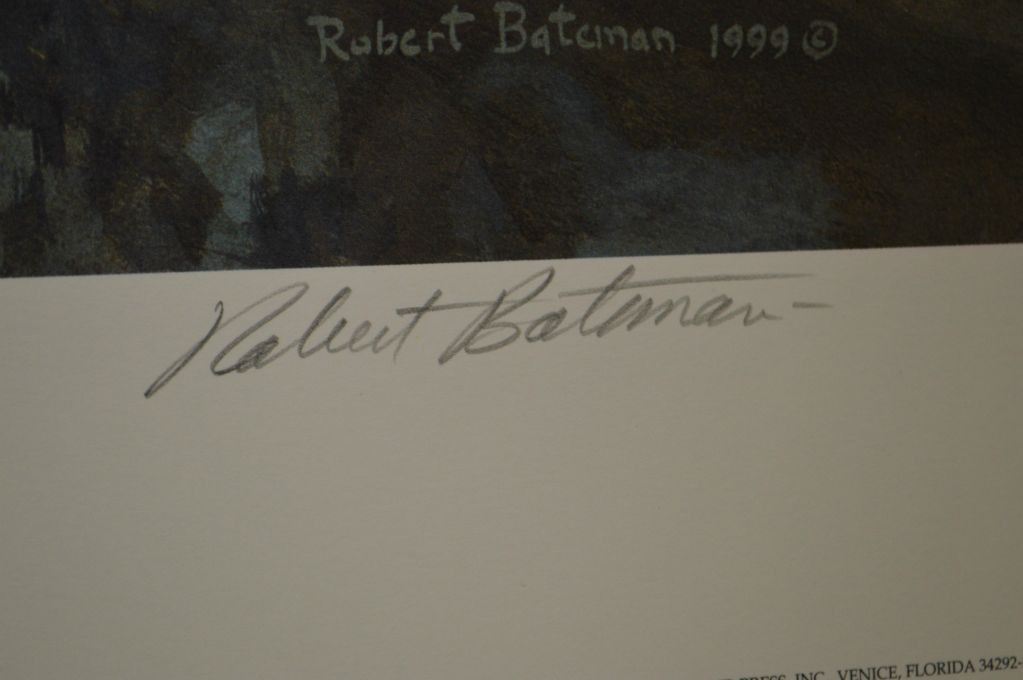 Robert Bateman 1999 ©
Robert Bateman
PRESS, INC. VENICE, FLORIDA 34292-